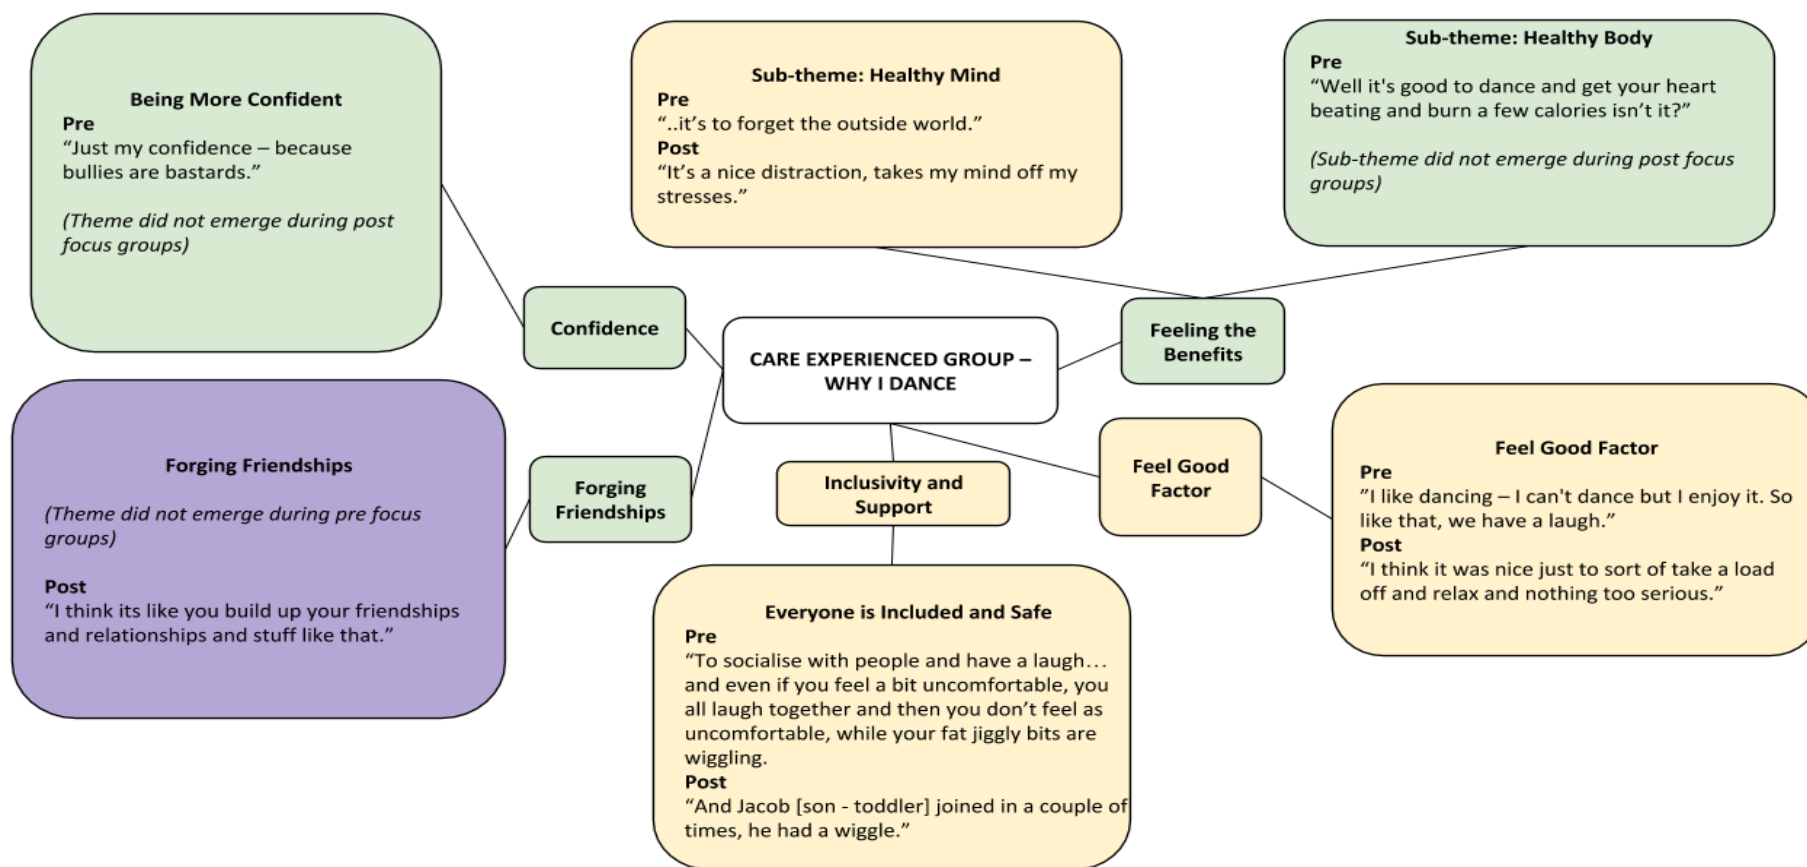 Being More Confident
Pre
“Just my confidence – because
bullies are bastards.”
(Theme did not emerge during post
focus groups)
Sub-theme: Healthy Mind
Pre
“..it’s to forget the outside world.”
Post
“It’s a nice distraction, takes my mind off my
stresses.”
Sub-theme: Healthy Body
Pre
“Well it's good to dance and get your heart
beating and burn a few calories isn’t it?”
(Sub-theme did not emerge during post focus
groups)
Confidence
CARE EXPERIENCED GROUP –
WHY I DANCE
Feeling the
Benefits
Forging Friendships
(Theme did not emerge during pre focus
groups)
Post
“I think its like you build up your friendships
and relationships and stuff like that.”
Forging
Friendships
Inclusivity and
Support
Feel Good
Factor
Feel Good Factor
Pre
”I like dancing – I can't dance but I enjoy it. So
like that, we have a laugh.”
Post
“I think it was nice just to sort of take a load
off and relax and nothing too serious.”
Everyone is Included and Safe
Pre
“To socialise with people and have a laugh…
and even if you feel a bit uncomfortable, you
all laugh together and then you don’t feel as
uncomfortable, while your fat jiggly bits are
wiggling.
Post
“And Jacob [son - toddler] joined in a couple of
times, he had a wiggle.”